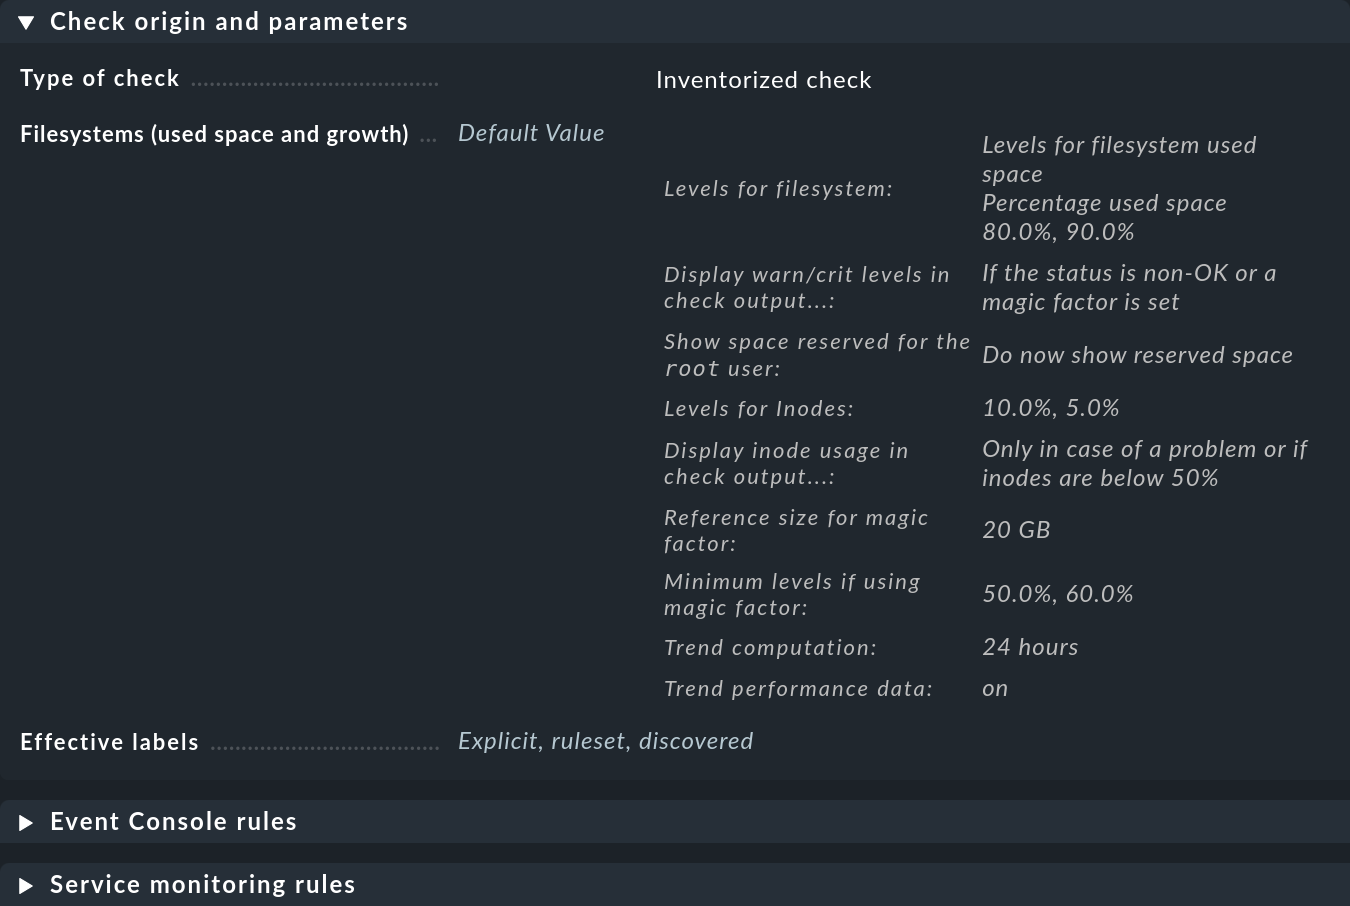 ▼ Check origin and parameters
Type of check Inventorized check
Filesystems (used space and growth) ... Default Value
Levels for filesystem:
Levels for filesystem used
space
Percentage used space
80.0%, 90.0%
Display warn/crit levels in
check output...:
If the status is non-OK or a
magic factor is set
Show space reserved for the
root user:
Do now show reserved space
Levels for Inodes: 10.0%, 5.0%
Display inode usage in
check output...:
Only in case of a problem or if
inodes are below 50%
Reference size for magic
factor:
20 GB
Minimum levels if using
magic factor:
50.0%, 60.0%
Trend computation: 24 hours
Trend performance data: on
Effective labels Explicit, ruleset, discovered
▶ Event Console rules
▶ Service monitoring rules